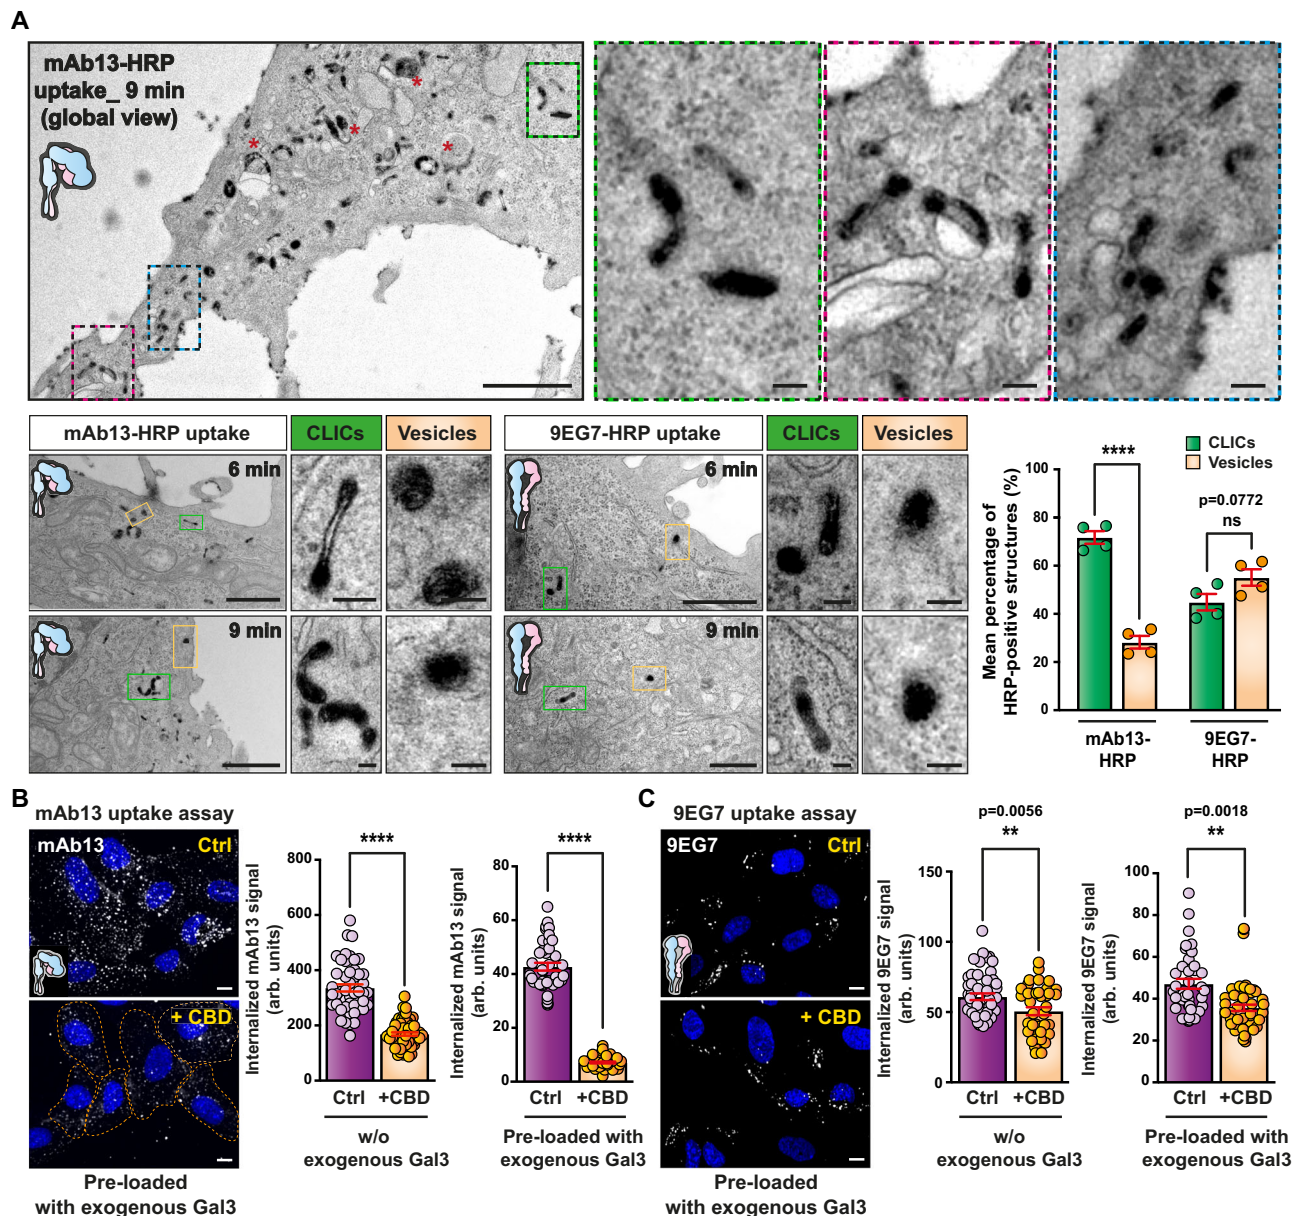 A
mAb13-HRP
uptake_ 9 min
(global view)
*
*
*
*
mAb13-HRP uptake
CLICs
Vesicles
9EG7-HRP uptake
CLICs
Vesicles
6 min
6 min
9 min
9 min
CLICs
Vesicles
Mean percentage of
HRP-positive structures (%)
100
80
60
40
20
0
****
p=0.0772
ns
mAb13-
HRP
9EG7-
HRP
B
mAb13 uptake assay
mAb13
Ctrl
+ CBD
Pre-loaded
with exogenous Gal3
Internalized mAb13 signal
(arb. units)
800
600
400
200
0
****
Ctrl
+CBD
w/o
exogenous Gal3
Internalized mAb13 signal
(arb. units)
80
60
40
20
0
****
Ctrl
+CBD
Pre-loaded with
exogenous Gal3
C
9EG7 uptake assay
9EG7
Ctrl
+ CBD
Pre-loaded
with exogenous Gal3
Internalized 9EG7 signal
(arb. units)
150
100
50
0
p=0.0056
**
Ctrl
+CBD
w/o
exogenous Gal3
Internalized 9EG7 signal
(arb. units)
100
80
60
40
20
0
p=0.0018
**
Ctrl
+CBD
Pre-loaded with
exogenous Gal3